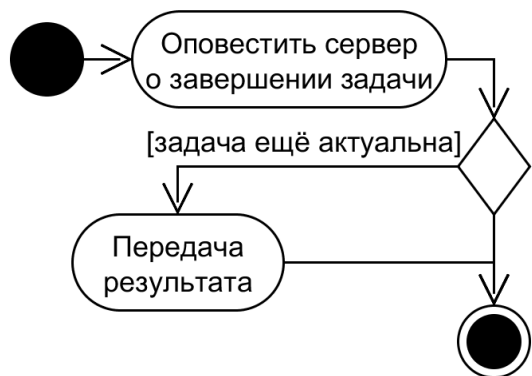 Оповестить сервер
о завершении задачи
[задача ещё актуальна]
Передача
результата